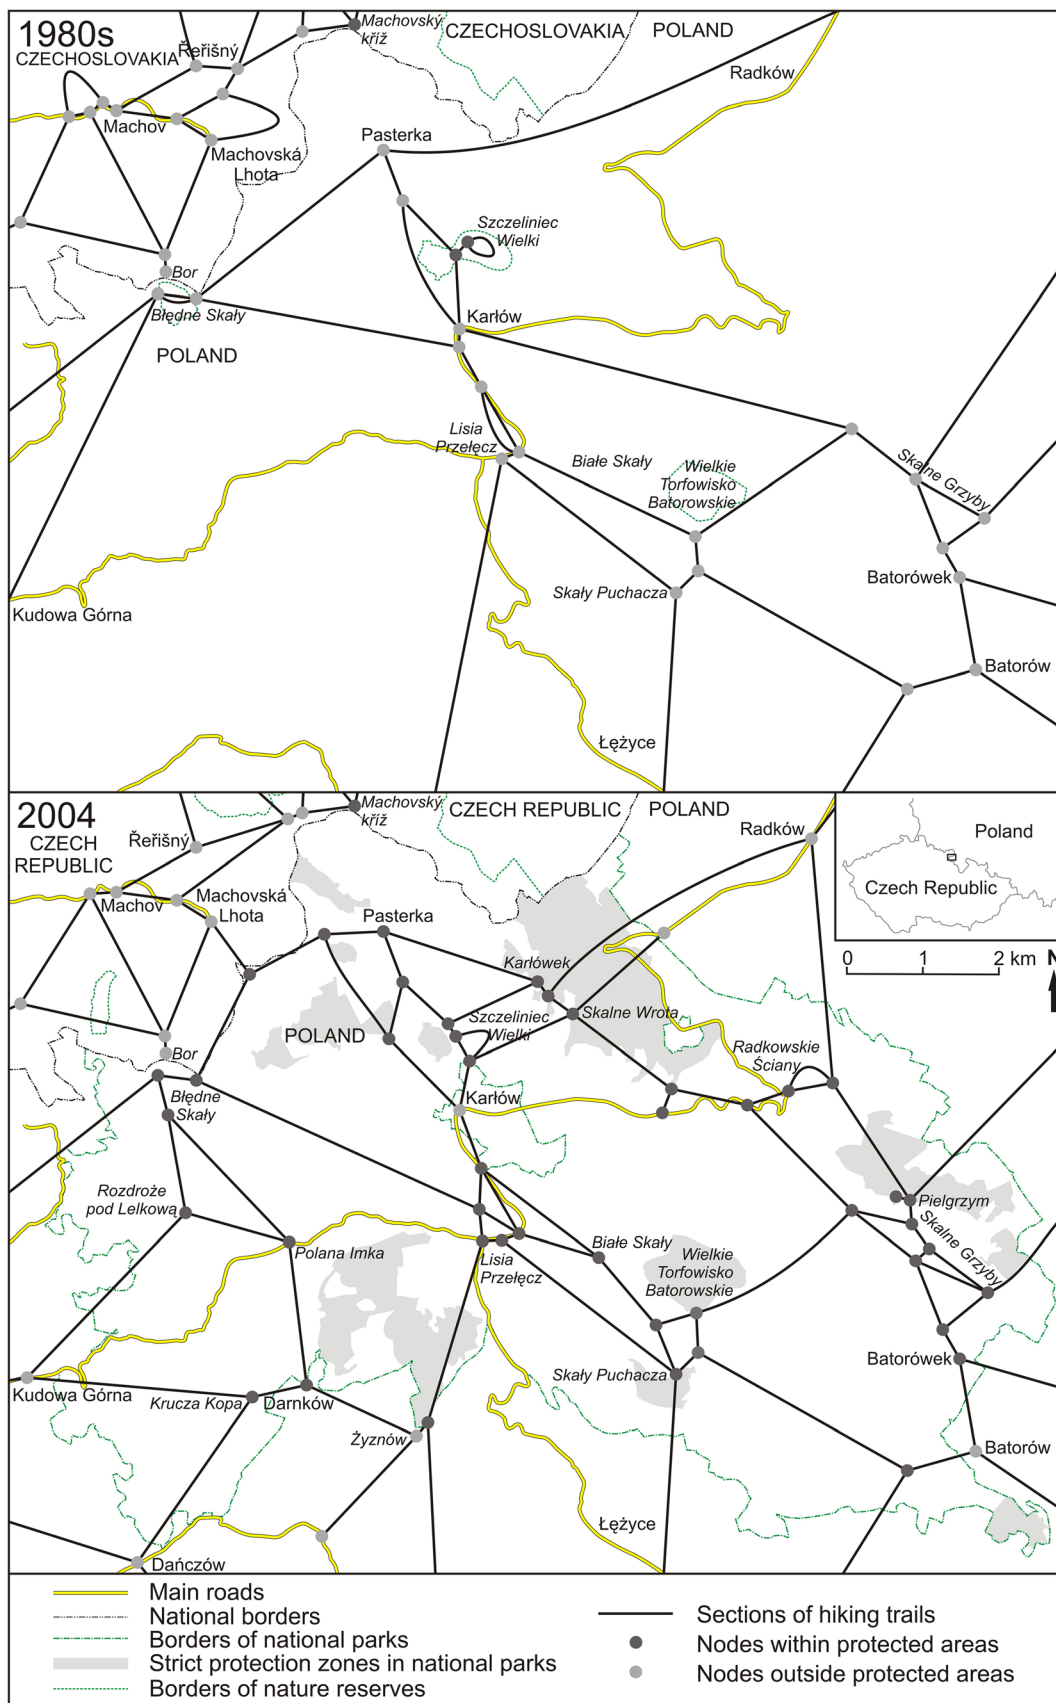 1980s
CZECHOSLOVAKIA
Řeřišný
Machovský
kříž
CZECHOSLOVAKIA
POLAND
Radków
Machov
Pasterka
Machovská
Lhota
Szczeliniec
Wielki
Bor
Błędne Skały
POLAND
Karłów
Lisia
Przełęcz
Białe Skały
Wielkie
Torfowisko
Batorowskie
Skalne Grzyby
Batorówek
Skały Puchacza
Kudowa Górna
Batorów
Łężyce
2004
CZECH
REPUBLIC
Řeřišný
Machovský
kříž
CZECH REPUBLIC
POLAND
Radków
Poland
Czech Republic
0
2 km
N
Machov
Machovská
Lhota
Pasterka
Karłówek
Szczeliniec
Wielki
Skalne Wrota
POLAND
Bor
Radkowskie
Ściany
Błędne
Skały
Karłów
Rozdroże
pod Lelkową
Pielgrzym
Skalne Grzyby
Polana Imka
Lisia
Przełęcz
Białe Skały
Wielkie
Torfowisko
Batorowskie
Batorówek
Skały Puchacza
Kudowa Górna
Krucza Kopa
Darnków
Żyznów
Batorów
Łężyce
Dańczów
Main roads
National borders
Borders of national parks
Strict protection zones in national parks
Borders of nature reserves
Sections of hiking trails
Nodes within protected areas
Nodes outside protected areas